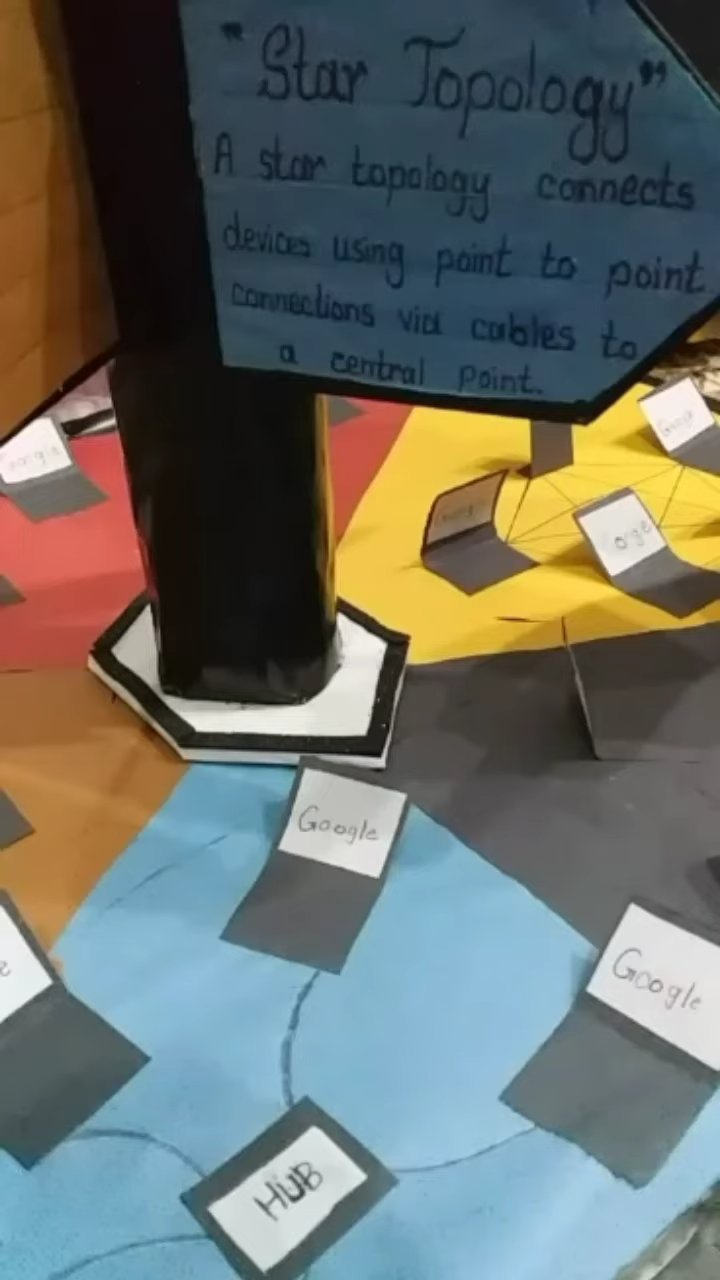 "Star Topology"
A star topology connects
devices using point to point
connections via cables to
a central point.
Google
Google
Google
HUB